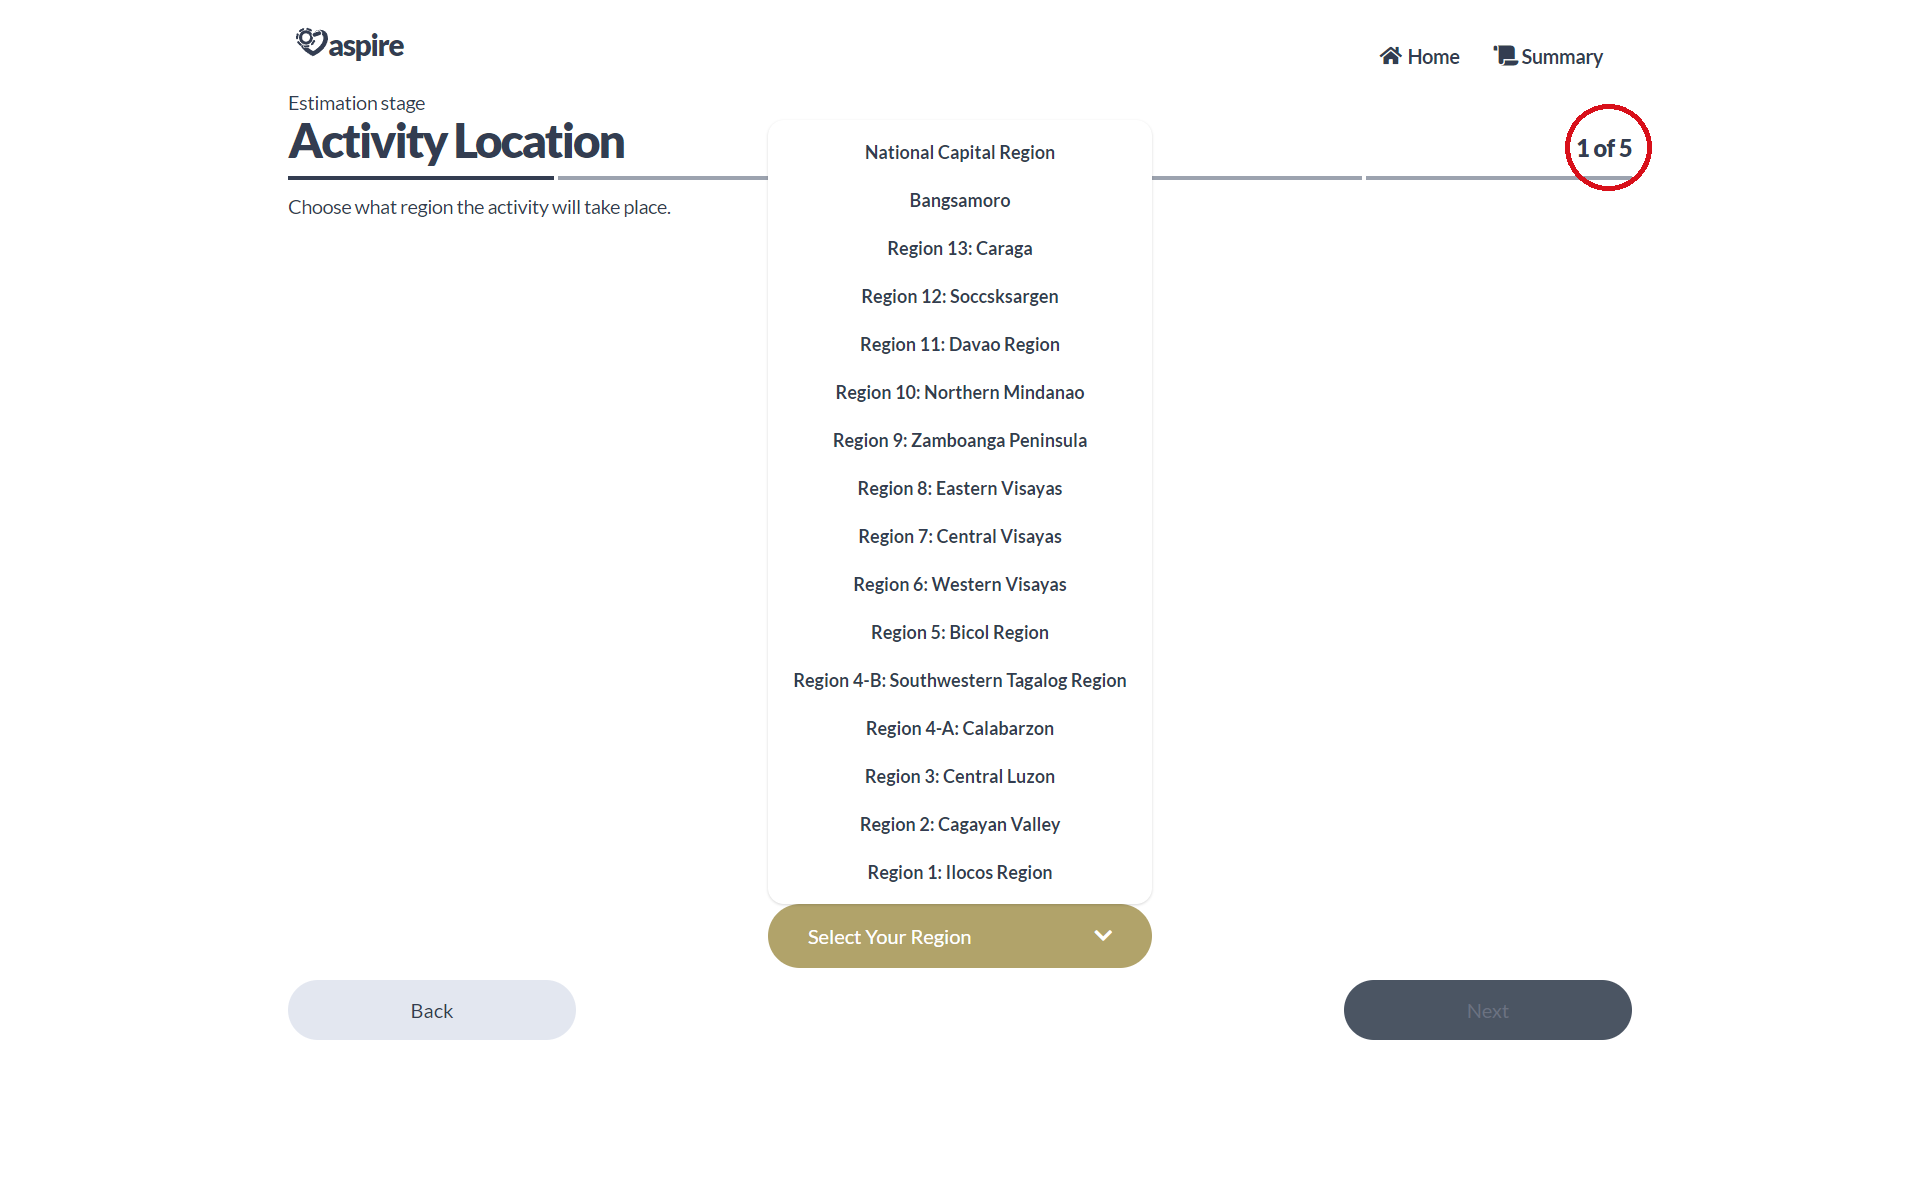 aspire
Home
Summary
Estimation stage
Activity Location
1 of 5
Choose what region the activity will take place.
National Capital Region
Bangsamoro
Region 13: Caraga
Region 12: Soccsksargen
Region 11: Davao Region
Region 10: Northern Mindanao
Region 9: Zamboanga Peninsula
Region 8: Eastern Visayas
Region 7: Central Visayas
Region 6: Western Visayas
Region 5: Bicol Region
Region 4-B: Southwestern Tagalog Region
Region 4-A: Calabarzon
Region 3: Central Luzon
Region 2: Cagayan Valley
Region 1: Ilocos Region
Select Your Region
Back
Next